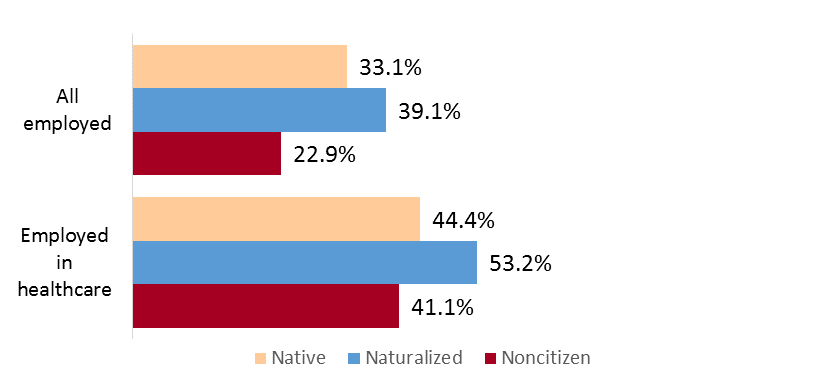 All
employed
33.1%
39.1%
22.9%
Employed
in
healthcare
44.4%
53.2%
41.1%
Native Naturalized Noncitizen